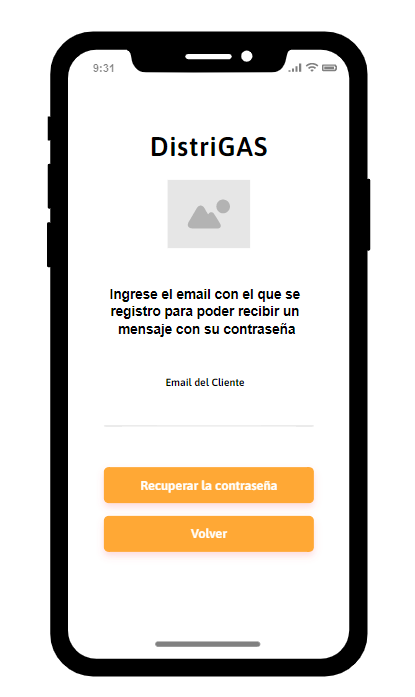 9:31
DistriGAS
Ingrese el email con el que se
registro para poder recibir un
mensaje con su contraseña
Email del Cliente
Recuperar la contraseña
Volver